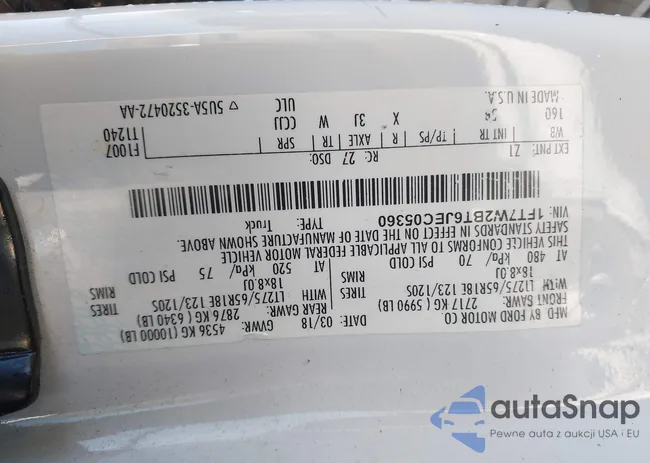 MFD. BY FORD MOTOR CO.
DATE: 03/18 GVWR: 4536 KG (10000 LB)
FRONT GAWR: 2717 KG ( 5990 LB) REAR GAWR: 2876 KG ( 6340 LB)
WITH LT275/65R18E 123/120S TIRES WITH LT275/65R18E 123/120S TIRES
18x8.0J RIMS 18x8.0J RIMS
AT 480 kPa/ 70 PSI COLD AT 520 kPa/ 75 PSI COLD
THIS VEHICLE CONFORMS TO ALL APPLICABLE FEDERAL MOTOR VEHICLE
SAFETY STANDARDS IN EFFECT ON THE DATE OF MANUFACTURE SHOWN ABOVE.
VIN: 1FT7W2BT6JEC05360 TYPE: Truck
EXT PNT: Z1 RC: 27 DSO: F1007
WB INT TR TP/PS R AXLE TR SPR T1240
160 X 3J W CCJJ
MADE IN U.S.A. ULC ▽ 5U5A-3520472-AA
autaSnap
Pewne auta z aukcji USA i EU